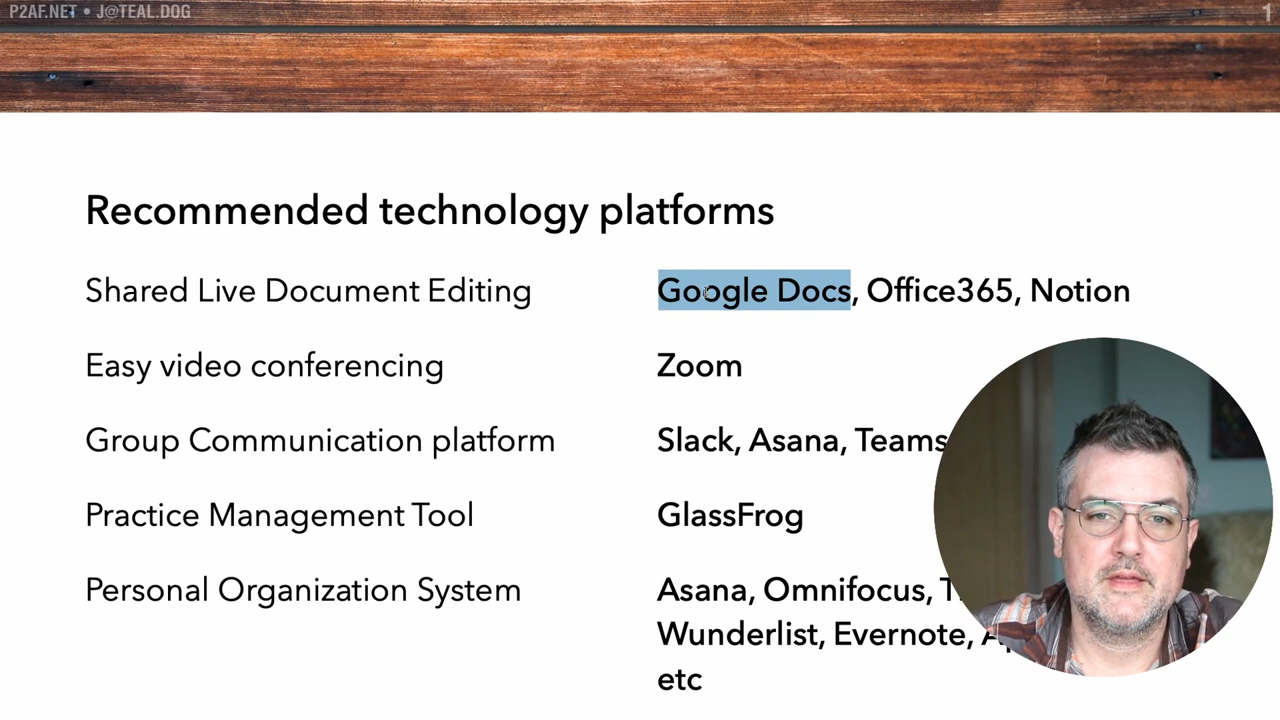 P2AF.NET • J@TEAL.DOG
1
Recommended technology platforms
Shared Live Document Editing
Google Docs, Office365, Notion
Easy video conferencing
Zoom
Group Communication platform
Slack, Asana, Teams
Practice Management Tool
GlassFrog
Personal Organization System
Asana, Omnifocus,
Wunderlist, Evernote,
etc